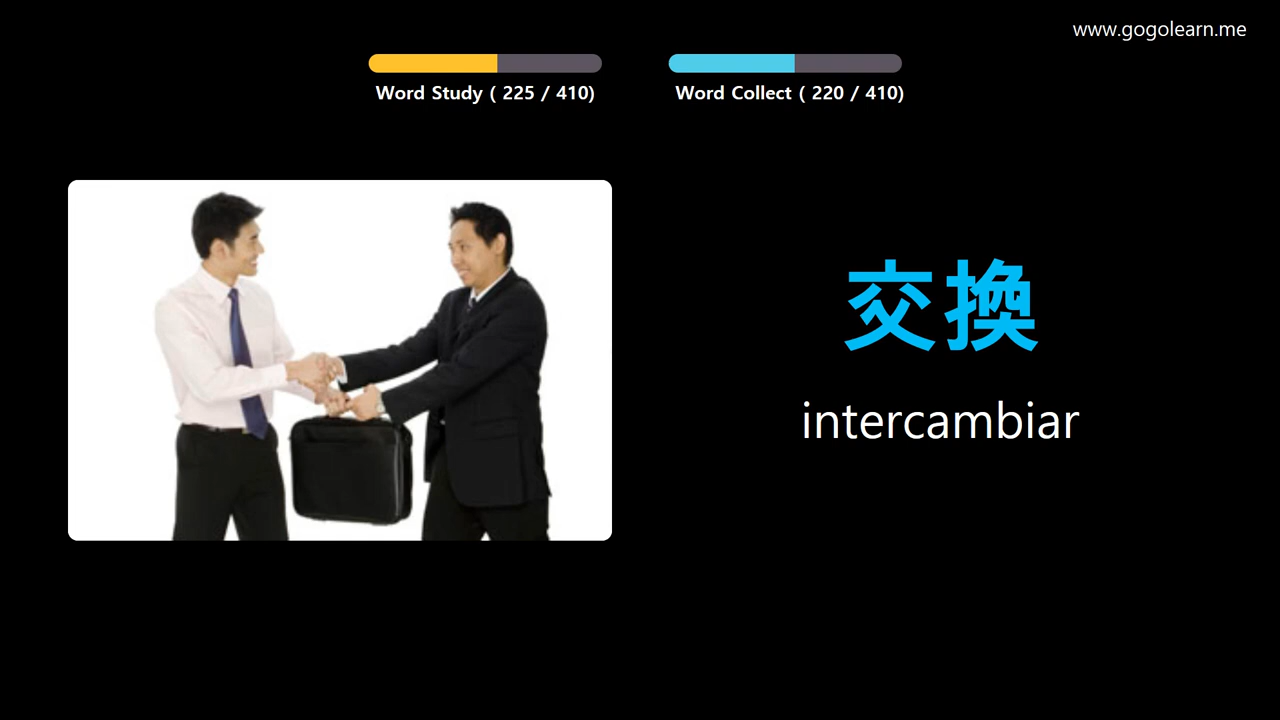 www.gogolearn.me
Word Study ( 225 / 410)
Word Collect ( 220 / 410)
交換
intercambiar